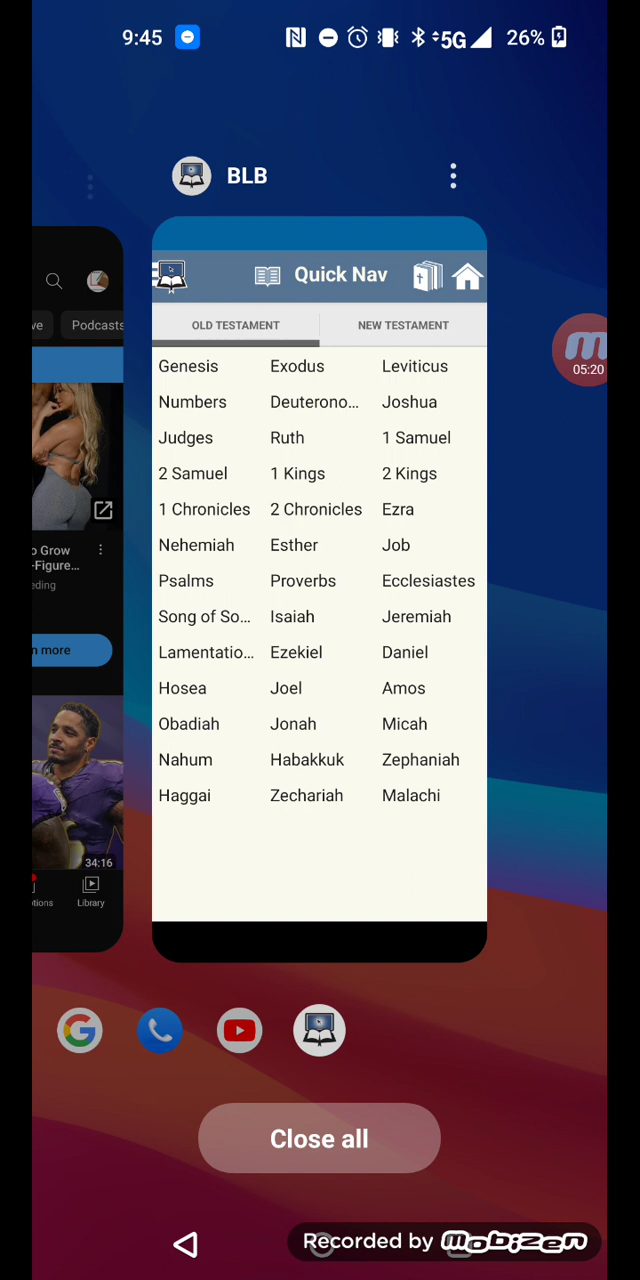 9:45
5G 26%
BLB
Quick Nav
OLD TESTAMENT NEW TESTAMENT
Genesis Exodus Leviticus
Numbers Deuterono... Joshua
Judges Ruth 1 Samuel
2 Samuel 1 Kings 2 Kings
1 Chronicles 2 Chronicles Ezra
Nehemiah Esther Job
Psalms Proverbs Ecclesiastes
Song of So... Isaiah Jeremiah
Lamentatio... Ezekiel Daniel
Hosea Joel Amos
Obadiah Jonah Micah
Nahum Habakkuk Zephaniah
Haggai Zechariah Malachi
ve Podcasts
o Grow
-Figure...
eding
n more
34:16
otions Library
m
05:20
G
Close all
Recorded by mobizen